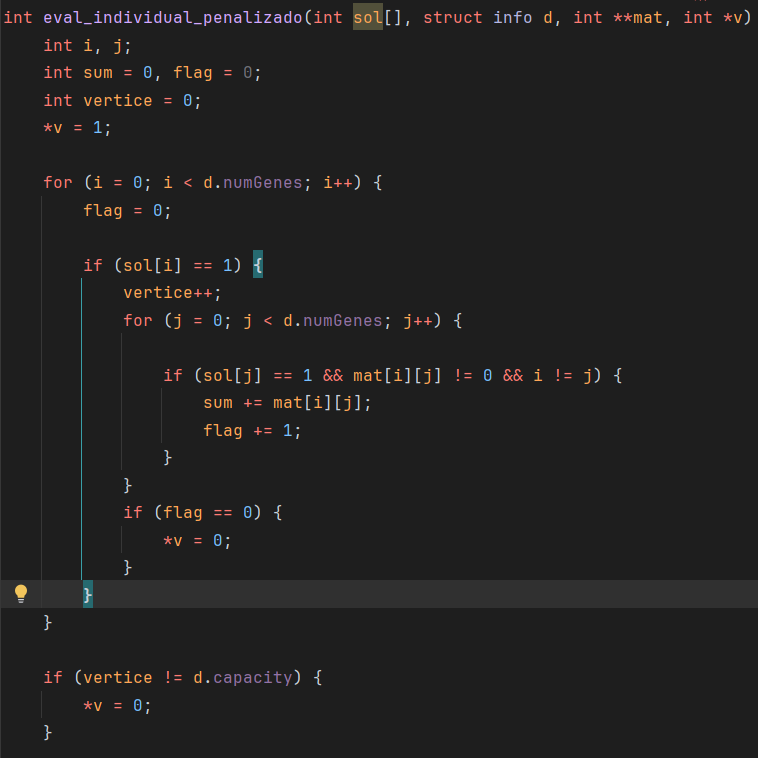 int eval_individual_penalizado(int sol[], struct info d, int **mat, int *v)
    int i, j;
    int sum = 0, flag = 0;
    int vertice = 0;
    *v = 1;

    for (i = 0; i < d.numGenes; i++) {
        flag = 0;

        if (sol[i] == 1) {
            vertice++;
            for (j = 0; j < d.numGenes; j++) {

                if (sol[j] == 1 && mat[i][j] != 0 && i != j) {
                    sum += mat[i][j];
                    flag += 1;
                }
            }
            if (flag == 0) {
                *v = 0;
            }
        }
    }

    if (vertice != d.capacity) {
        *v = 0;
    }